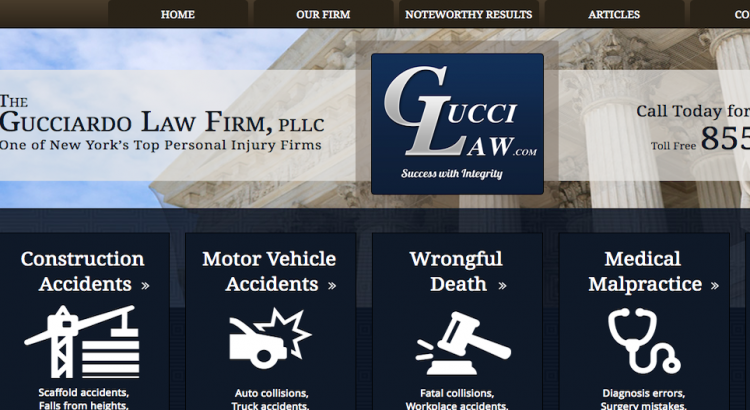 HOME OUR FIRM NOTEWORTHY RESULTS ARTICLES CO
THE
GUCCIARDO LAW FIRM, PLLC
One of New York's Top Personal Injury Firms
GUCCI
LAW.COM
Success with Integrity
Call Today for
Toll Free 855
Construction
Accidents »
Motor Vehicle
Accidents »
Wrongful
Death »
Medical
Malpractice »
Scaffold accidents,
Falls from heights,
Auto collisions,
Truck accidents,
Fatal collisions,
Workplace accidents,
Diagnosis errors,
Surgery mistakes,